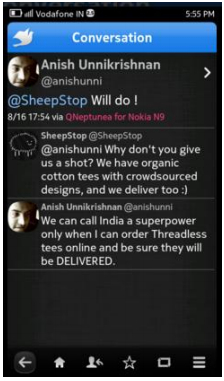 all Vodafone IN
5:55 PM
Conversation
Anish Unnikrishnan
@anishunni
@SheepStop Will do !
8/16 17:54 via QNeptunea for Nokia N9
SheepStop @SheepStop
@anishunni Why don't you give
us a shot? We have organic
cotton tees with crowdsourced
designs, and we deliver too :)
Anish Unnikrishnan @anishunni
We can call India a superpower
only when I can order Threadless
tees online and be sure they will
be DELIVERED.